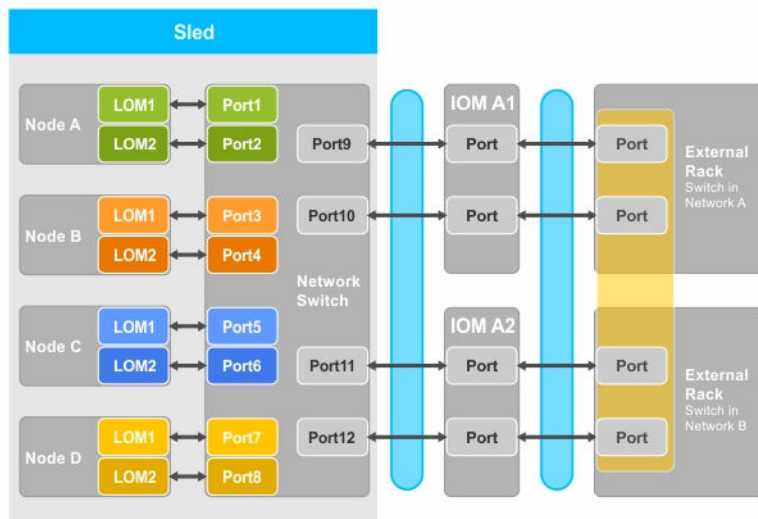 Sled
Node A
LOM1
Port1
LOM2
Port2
Port9
Node B
LOM1
Port3
Port10
LOM2
Port4
Network
Switch
Node C
LOM1
Port5
LOM2
Port6
Port11
Node D
LOM1
Port7
Port12
LOM2
Port8
IOM A1
Port
Port
IOM A2
Port
Port
Port
Port
External
Rack
Switch in
Network A
Port
Port
External
Rack
Switch in
Network B